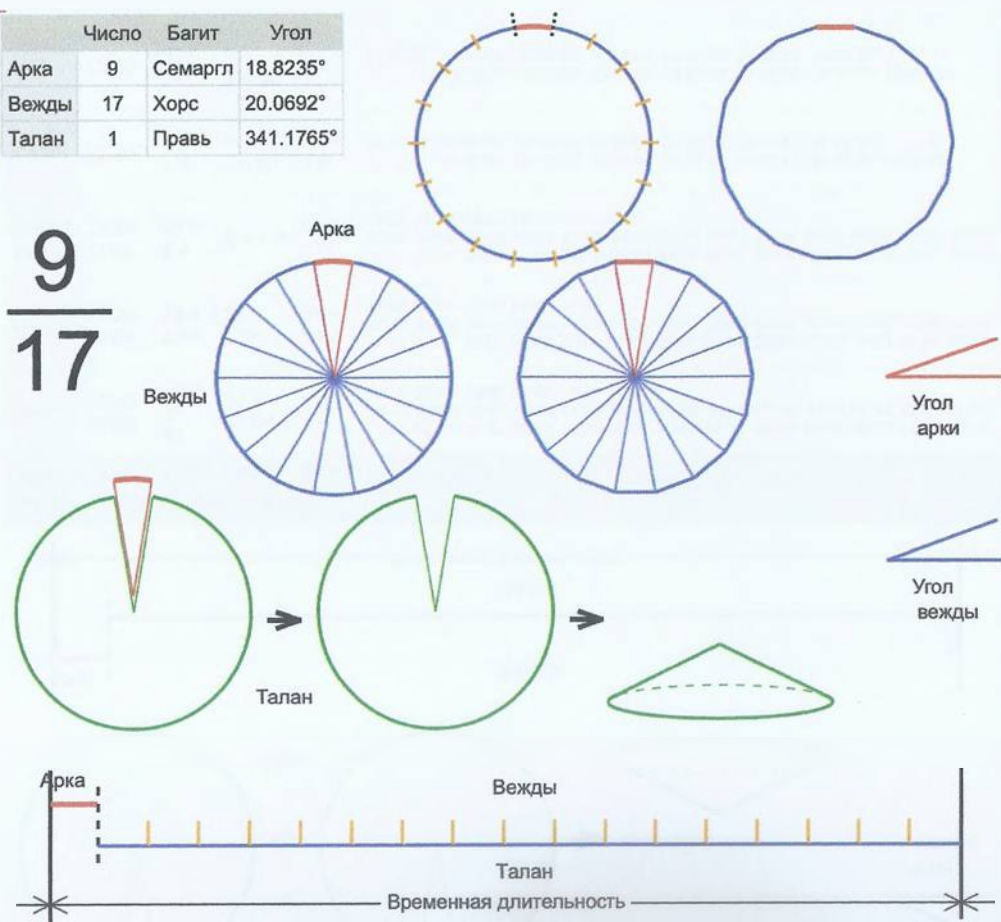 Число Багит Угол
Арка 9 Семаргл 18.8235°
Вежды 17 Хорс 20.0692°
Талан 1 Правь 341.1765°
9
17
Арка
Вежды
Угол
арки
Угол
вежды
Талан
Арка
Вежды
Талан
Временная длительность